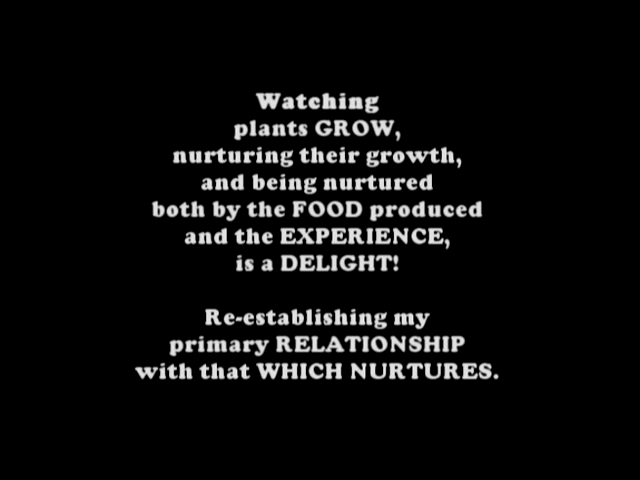 Watching
plants GROW,
nurturing their growth,
and being nurtured
both by the FOOD produced
and the EXPERIENCE,
is a DELIGHT!
Re-establishing my
primary RELATIONSHIP
with that WHICH NURTURES.